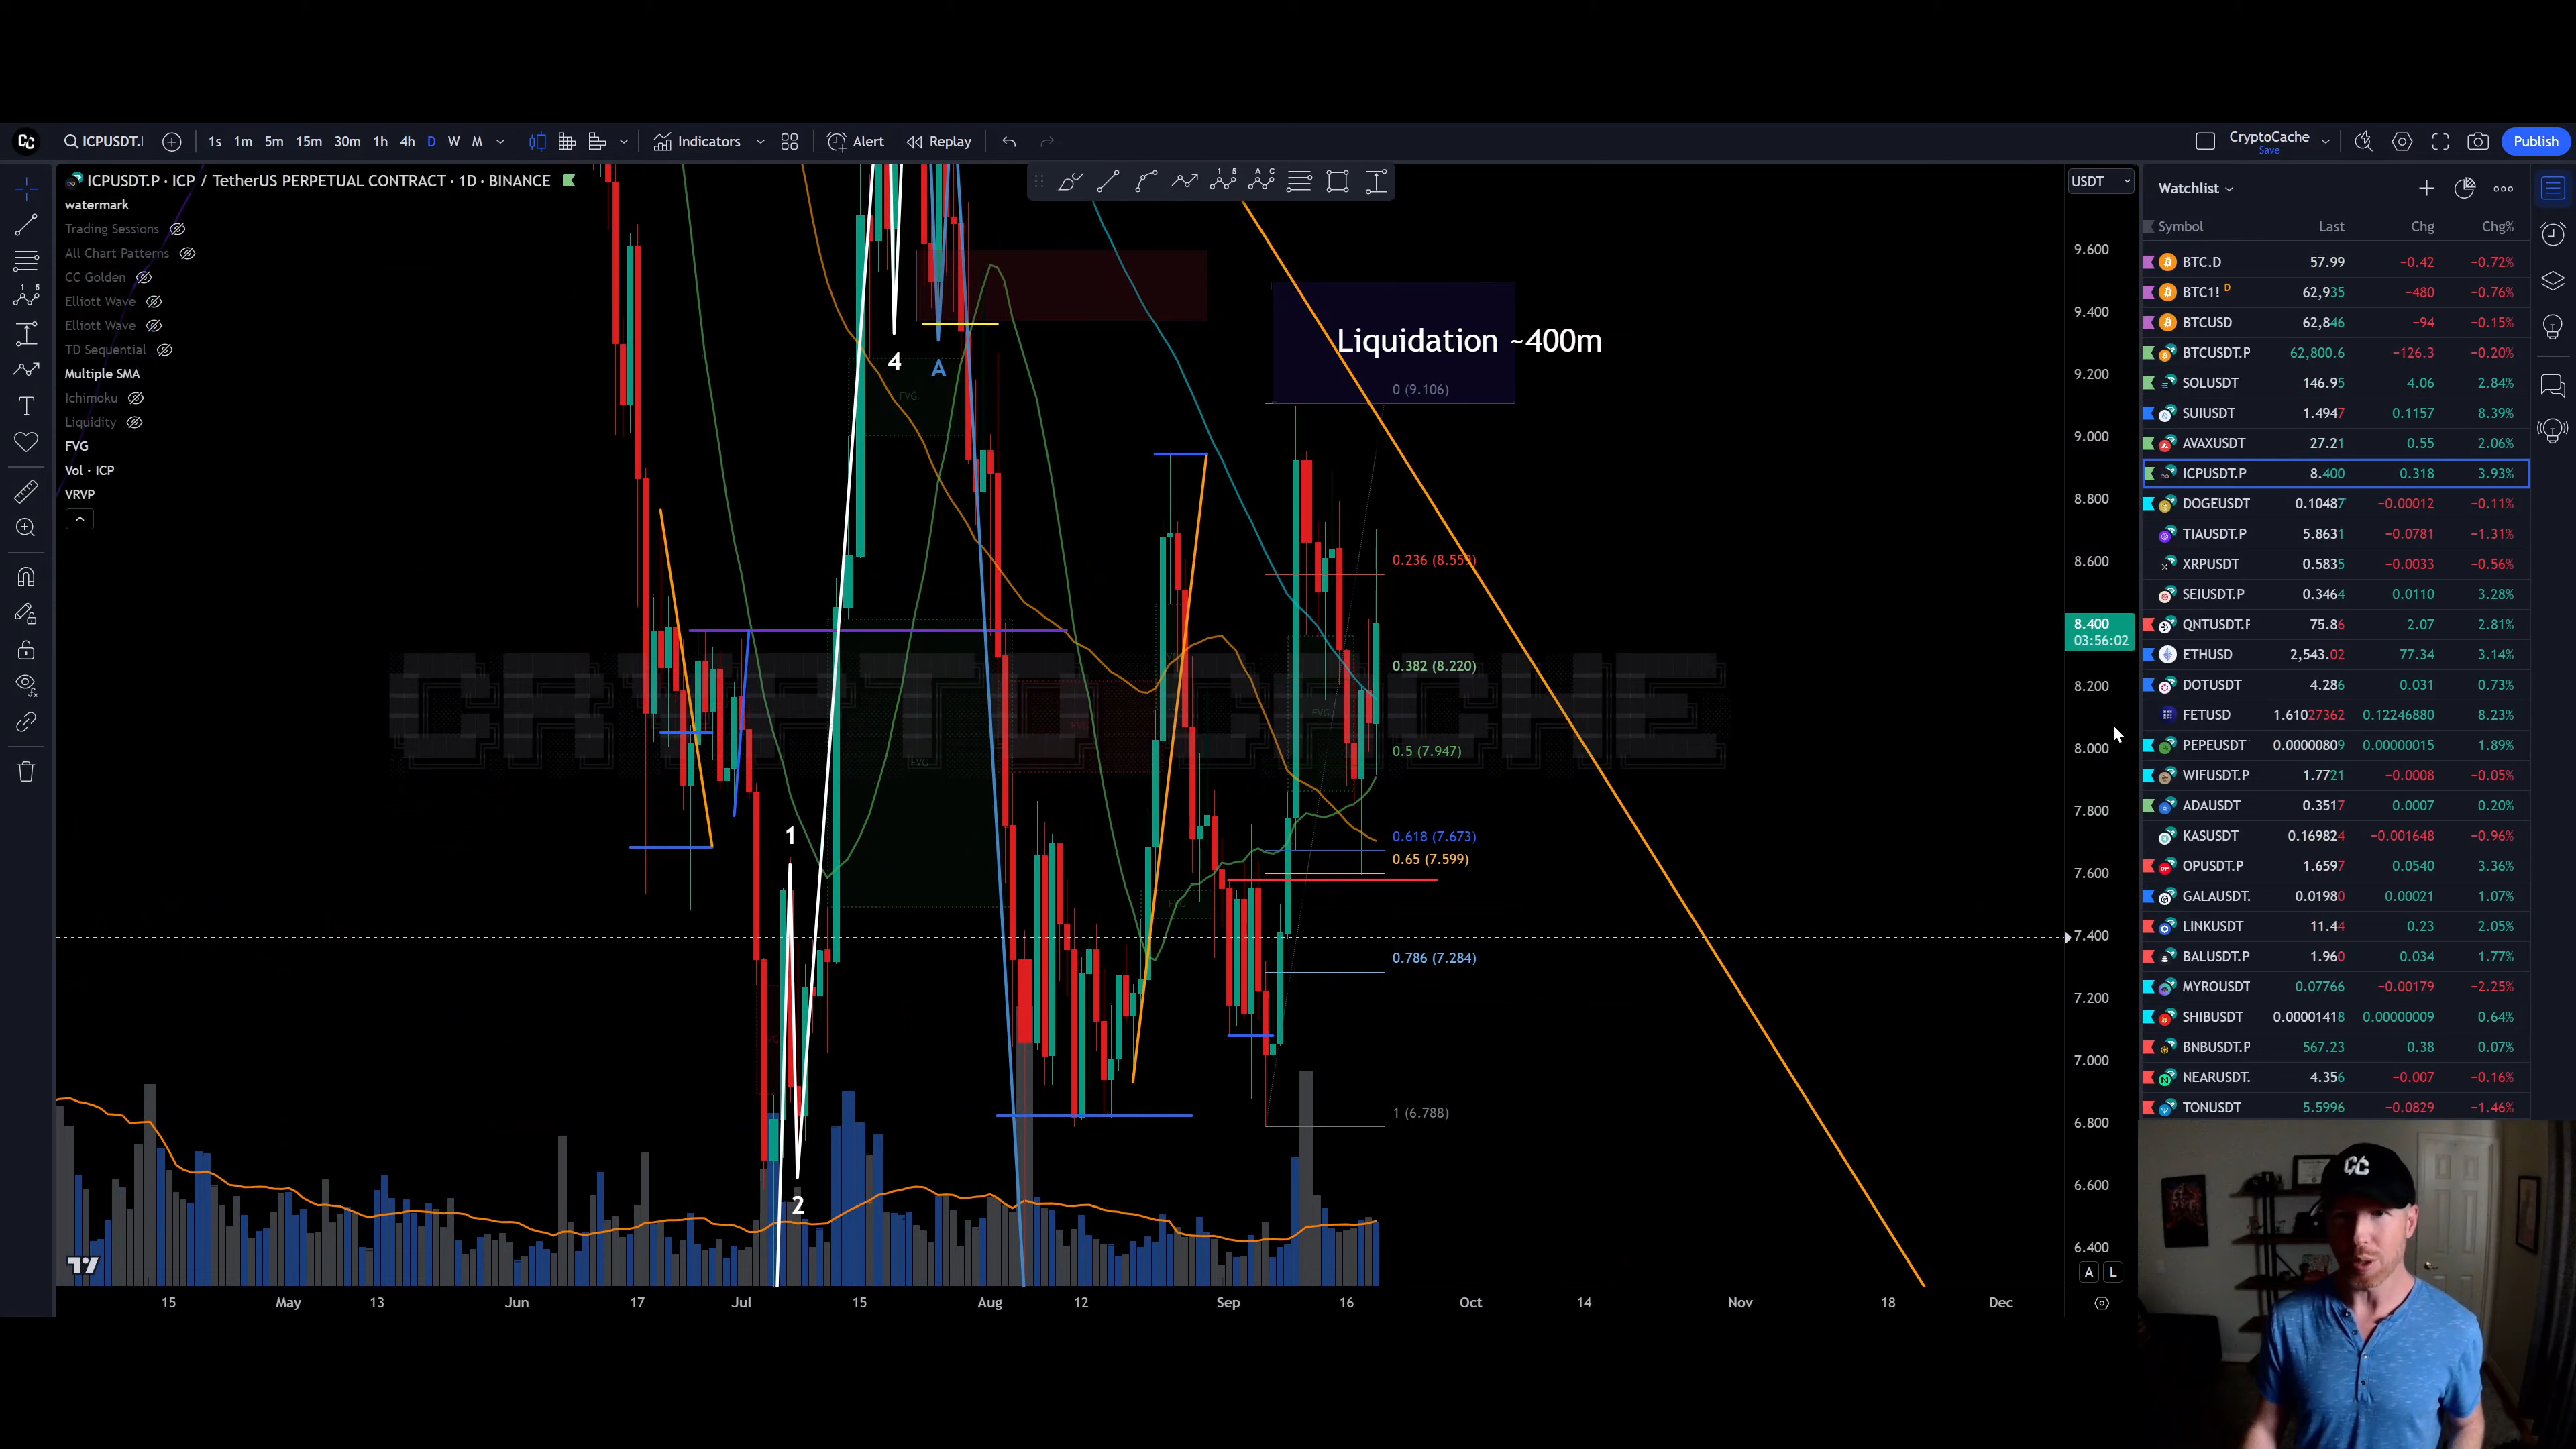 CC ICPUSDT. 1s 1m 5m 15m 30m 1h 4h D W M Indicators Alert Replay CryptoCache Save Publish
ICPUSDT.P · ICP / TetherUS PERPETUAL CONTRACT · 1D · BINANCE
watermark
Trading Sessions
All Chart Patterns
CC Golden
Elliott Wave
Elliott Wave
TD Sequential
Multiple SMA
Ichimoku
Liquidity
FVG
Vol · ICP
VRVP
Liquidation ~400m
0 (9.106)
4
A
FVG
0.236 (8.559)
CRYPTO CACHE
0.382 (8.220)
FVG
FVG
0.5 (7.947)
FVG
1
0.618 (7.673)
0.65 (7.599)
FVG
0.786 (7.284)
1 (6.788)
2
USDT
9.600
9.400
9.200
9.000
8.800
8.600
8.400
03:56:02
8.200
8.000
7.800
7.600
7.400
7.200
7.000
6.800
6.600
6.400
A L
15 May 13 Jun 17 Jul 15 Aug 12 Sep 16 Oct 14 Nov 18 Dec
Watchlist
Symbol Last Chg Chg%
BTC.D 57.99 −0.42 −0.72%
BTC1! D 62,935 −480 −0.76%
BTCUSD 62,846 −94 −0.15%
BTCUSDT.P 62,800.6 −126.3 −0.20%
SOLUSDT 146.95 4.06 2.84%
SUIUSDT 1.4947 0.1157 8.39%
AVAXUSDT 27.21 0.55 2.06%
ICPUSDT.P 8.400 0.318 3.93%
DOGEUSDT 0.10487 −0.00012 −0.11%
TIAUSDT.P 5.8631 −0.0781 −1.31%
XRPUSDT 0.5835 −0.0033 −0.56%
SEIUSDT.P 0.3464 0.0110 3.28%
QNTUSDT.F 75.86 2.07 2.81%
ETHUSD 2,543.02 77.34 3.14%
DOTUSDT 4.286 0.031 0.73%
FETUSD 1.61027362 0.12246880 8.23%
PEPEUSDT 0.00000809 0.00000015 1.89%
WIFUSDT.P 1.7721 −0.0008 −0.05%
ADAUSDT 0.3517 0.0007 0.20%
KASUSDT 0.169824 −0.001648 −0.96%
OPUSDT.P 1.6597 0.0540 3.36%
GALAUSDT. 0.01980 0.00021 1.07%
LINKUSDT 11.44 0.23 2.05%
BALUSDT.P 1.960 0.034 1.77%
MYROUSDT 0.07766 −0.00179 −2.25%
SHIBUSDT 0.00001418 0.00000009 0.64%
BNBUSDT.P 567.23 0.38 0.07%
NEARUSDT. 4.356 −0.007 −0.16%
TONUSDT 5.5996 −0.0829 −1.46%
CC